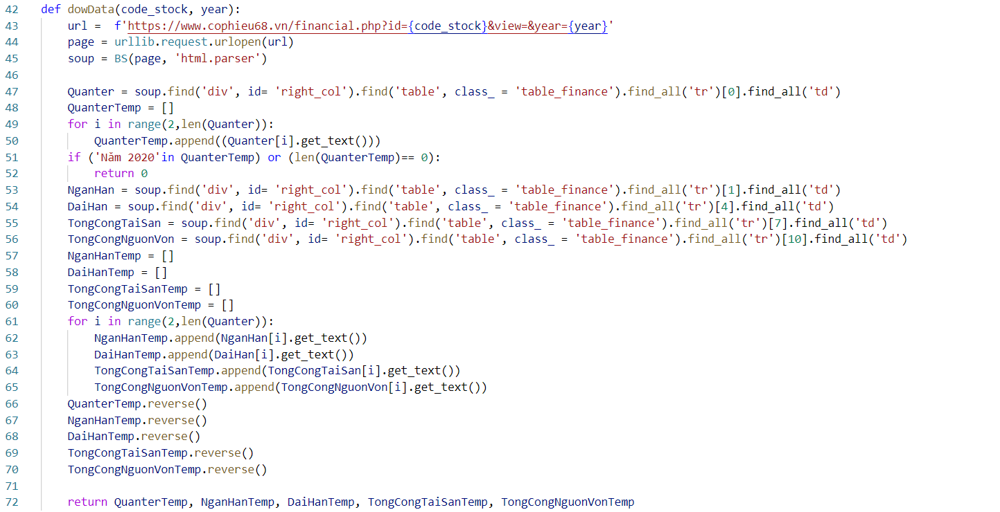 42 def dowData(code_stock, year):
43     url =  f'https://www.cophieu68.vn/financial.php?id={code_stock}&view=&year={year}'
44     page = urllib.request.urlopen(url)
45     soup = BS(page, 'html.parser')
46
47     Quanter = soup.find('div', id= 'right_col').find('table', class_ = 'table_finance').find_all('tr')[0].find_all('td')
48     QuanterTemp = []
49     for i in range(2,len(Quanter)):
50         QuanterTemp.append((Quanter[i].get_text()))
51     if ('Năm 2020'in QuanterTemp) or (len(QuanterTemp)== 0):
52         return 0
53     NganHan = soup.find('div', id= 'right_col').find('table', class_ = 'table_finance').find_all('tr')[1].find_all('td')
54     DaiHan = soup.find('div', id= 'right_col').find('table', class_ = 'table_finance').find_all('tr')[4].find_all('td')
55     TongCongTaiSan = soup.find('div', id= 'right_col').find('table', class_ = 'table_finance').find_all('tr')[7].find_all('td')
56     TongCongNguonVon = soup.find('div', id= 'right_col').find('table', class_ = 'table_finance').find_all('tr')[10].find_all('td')
57     NganHanTemp = []
58     DaiHanTemp = []
59     TongCongTaiSanTemp = []
60     TongCongNguonVonTemp = []
61     for i in range(2,len(Quanter)):
62         NganHanTemp.append(NganHan[i].get_text())
63         DaiHanTemp.append(DaiHan[i].get_text())
64         TongCongTaiSanTemp.append(TongCongTaiSan[i].get_text())
65         TongCongNguonVonTemp.append(TongCongNguonVon[i].get_text())
66     QuanterTemp.reverse()
67     NganHanTemp.reverse()
68     DaiHanTemp.reverse()
69     TongCongTaiSanTemp.reverse()
70     TongCongNguonVonTemp.reverse()
71
72     return QuanterTemp, NganHanTemp, DaiHanTemp, TongCongTaiSanTemp, TongCongNguonVonTemp